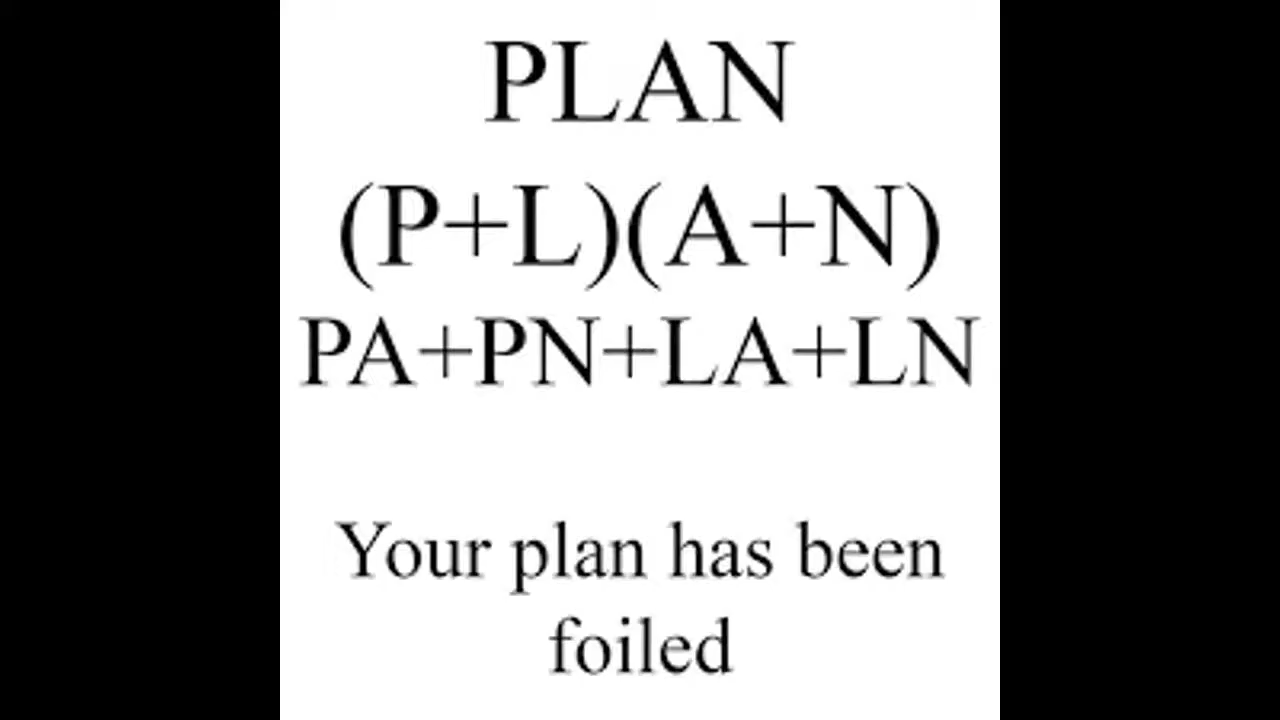 PLAN
(P+L)(A+N)
PA+PN+LA+LN
Your plan has been
foiled